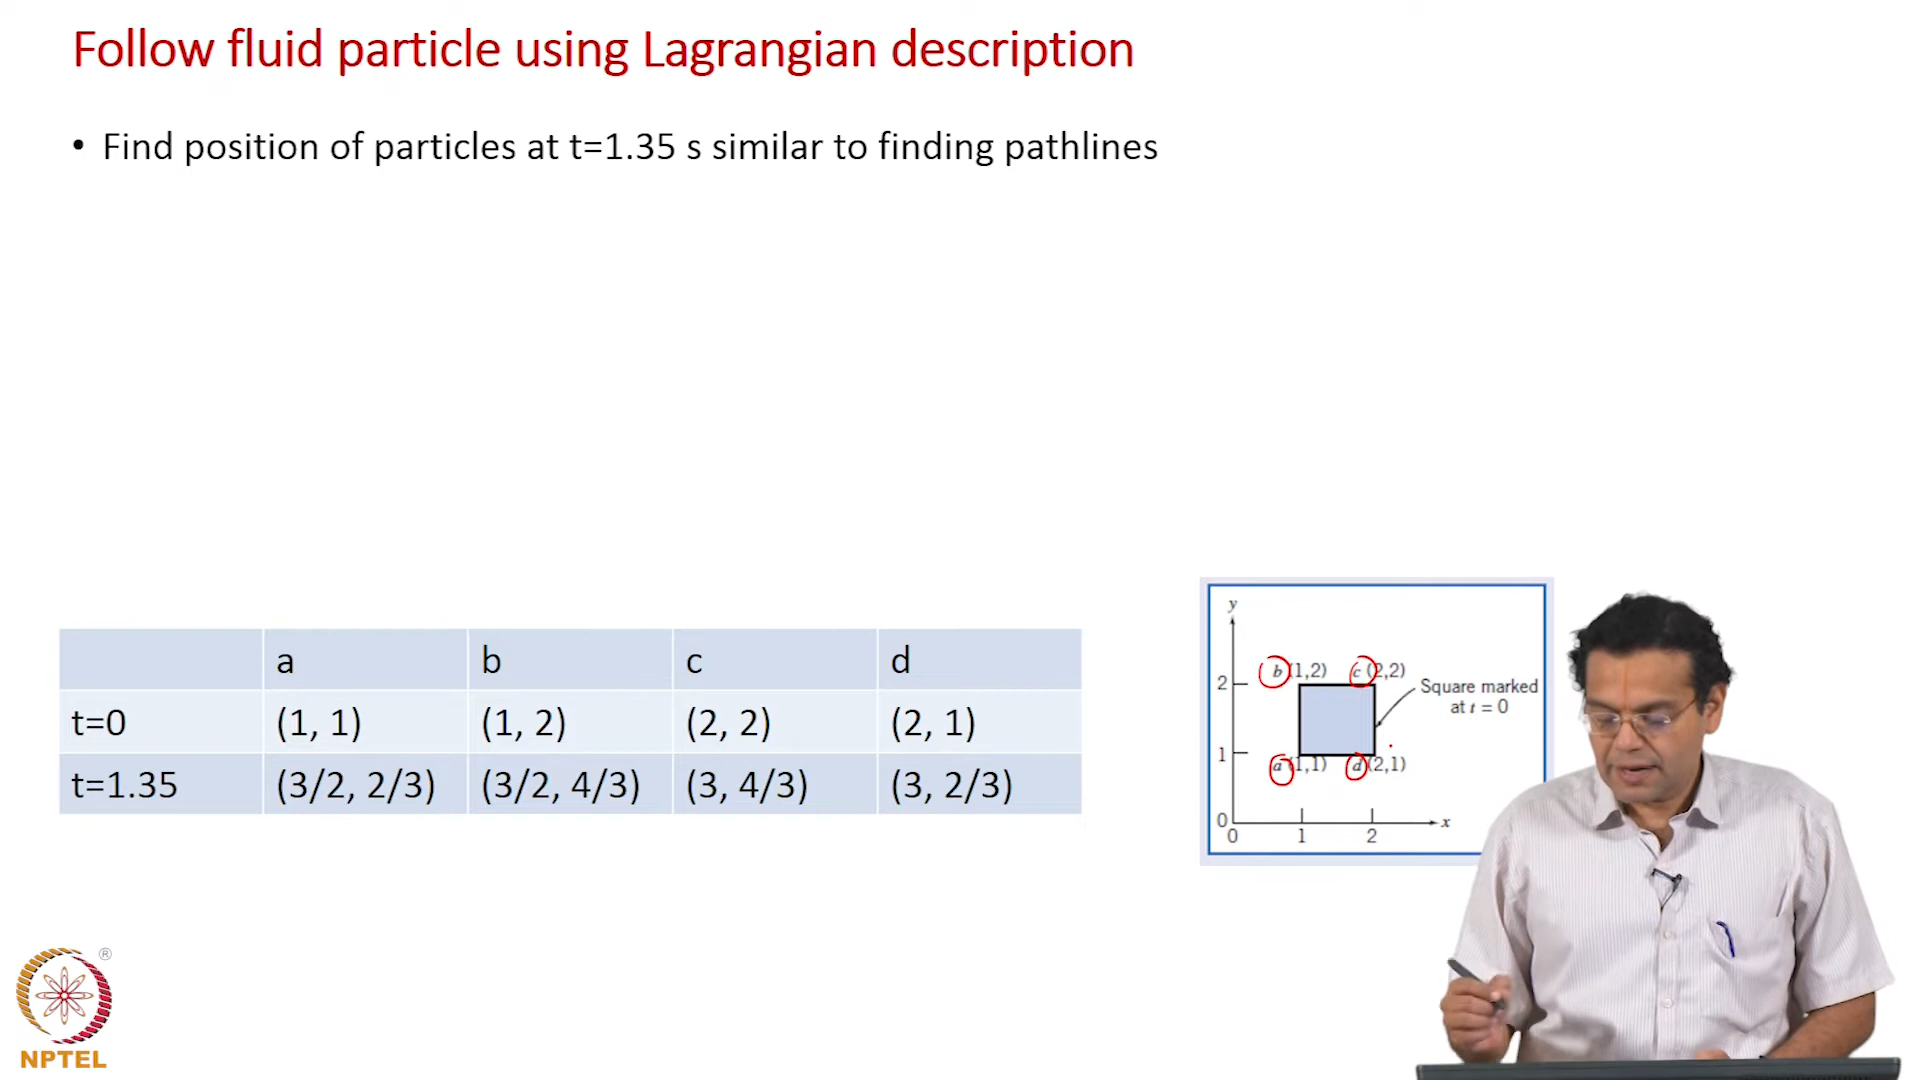 Follow fluid particle using Lagrangian description
• Find position of particles at t=1.35 s similar to finding pathlines
a b c d
t=0 (1, 1) (1, 2) (2, 2) (2, 1)
t=1.35 (3/2, 2/3) (3/2, 4/3) (3, 4/3) (3, 2/3)
y
b (1,2) c (2,2)
2
Square marked
at t = 0
1
a (1,1) d (2,1)
0
x
0 1 2
®
NPTEL